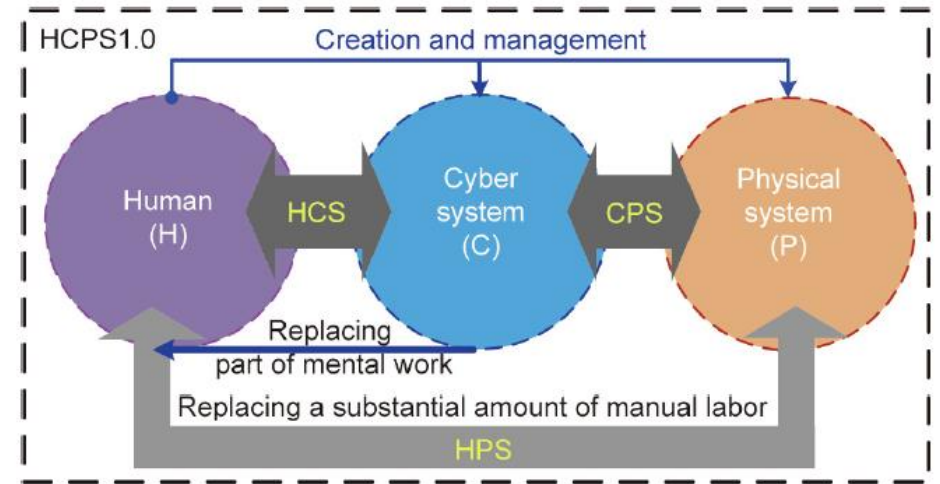 HCPS1.0
Creation and management
Human
(H)
HCS
Cyber
system
(C)
CPS
Physical
system
(P)
Replacing
part of mental work
Replacing a substantial amount of manual labor
HPS